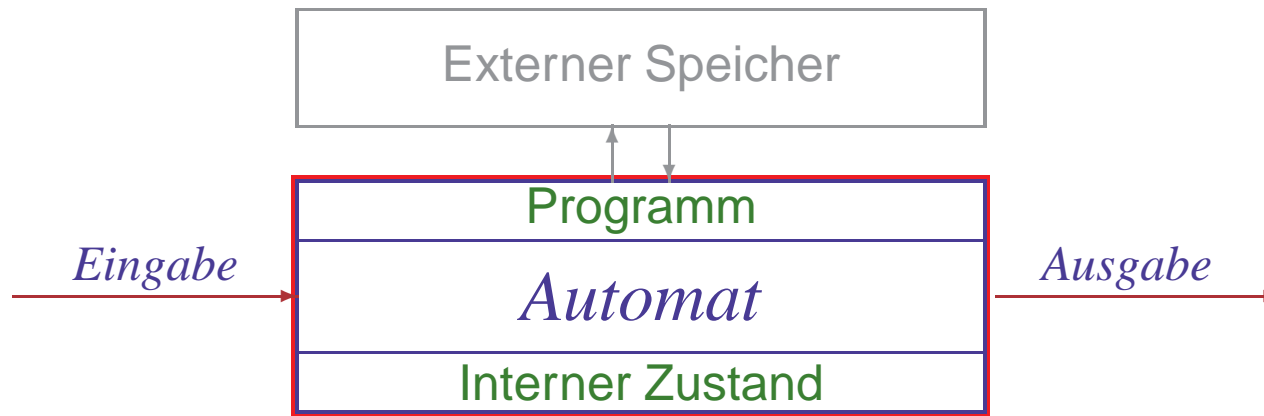 Externer Speicher
Programm
Eingabe
Automat
Ausgabe
Interner Zustand